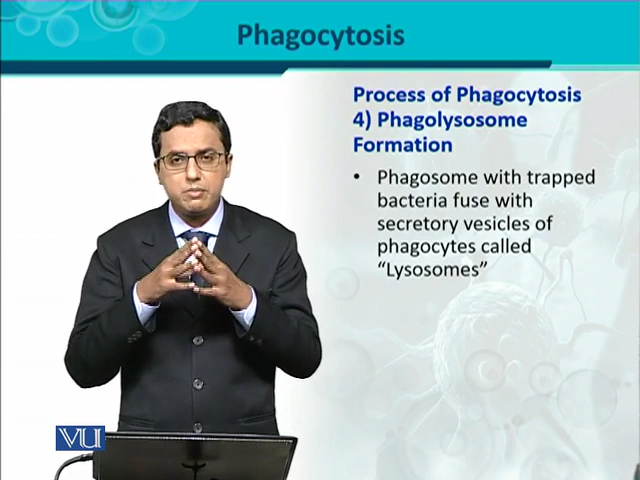 Phagocytosis
Process of Phagocytosis
4) Phagolysosome
Formation
• Phagosome with trapped
bacteria fuse with
secretory vesicles of
phagocytes called
“Lysosomes”
VU